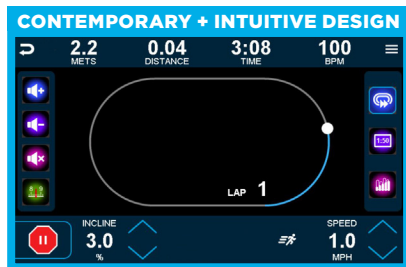 CONTEMPORARY + INTUITIVE DESIGN
2.2 0.04 3:08 100
METS DISTANCE TIME BPM
1:50
LAP 1
INCLINE SPEED
3.0 1.0
% MPH